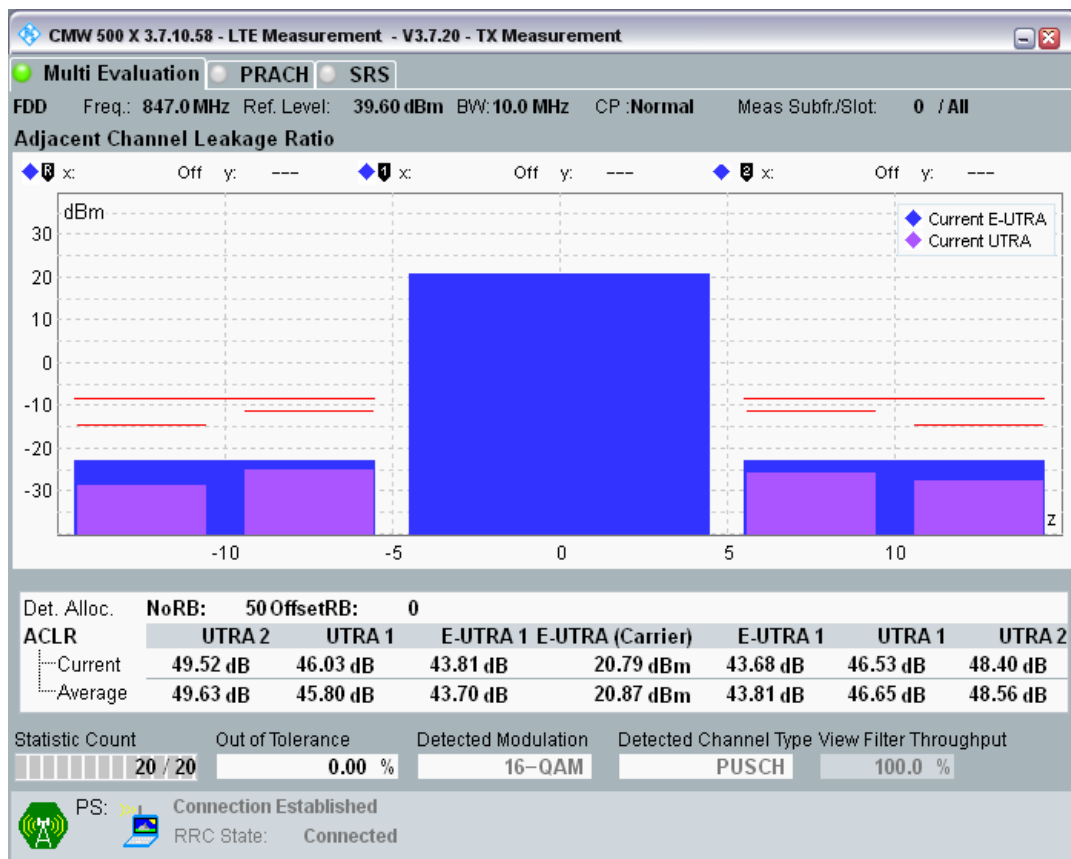 CMW 500 X 3.7.10.58 - LTE Measurement - V3.7.20 - TX Measurement
Multi Evaluation PRACH SRS
FDD Freq.: 847.0 MHz Ref. Level: 39.60 dBm BW: 10.0 MHz CP :Normal Meas Subfr./Slot: 0 / All
Adjacent Channel Leakage Ratio
R x: Off y: --- 1 x: Off y: --- 2 x: Off y: ---
dBm
Current E-UTRA
Current UTRA
30
20
10
0
-10
-20
-30
z
-10 -5 0 5 10
Det. Alloc. NoRB: 50 OffsetRB: 0
ACLR UTRA 2 UTRA 1 E-UTRA 1 E-UTRA (Carrier) E-UTRA 1 UTRA 1 UTRA 2
Current 49.52 dB 46.03 dB 43.81 dB 20.79 dBm 43.68 dB 46.53 dB 48.40 dB
Average 49.63 dB 45.80 dB 43.70 dB 20.87 dBm 43.81 dB 46.65 dB 48.56 dB
Statistic Count Out of Tolerance Detected Modulation Detected Channel Type View Filter Throughput
20 / 20 0.00 % 16-QAM PUSCH 100.0 %
PS: Connection Established
RRC State: Connected